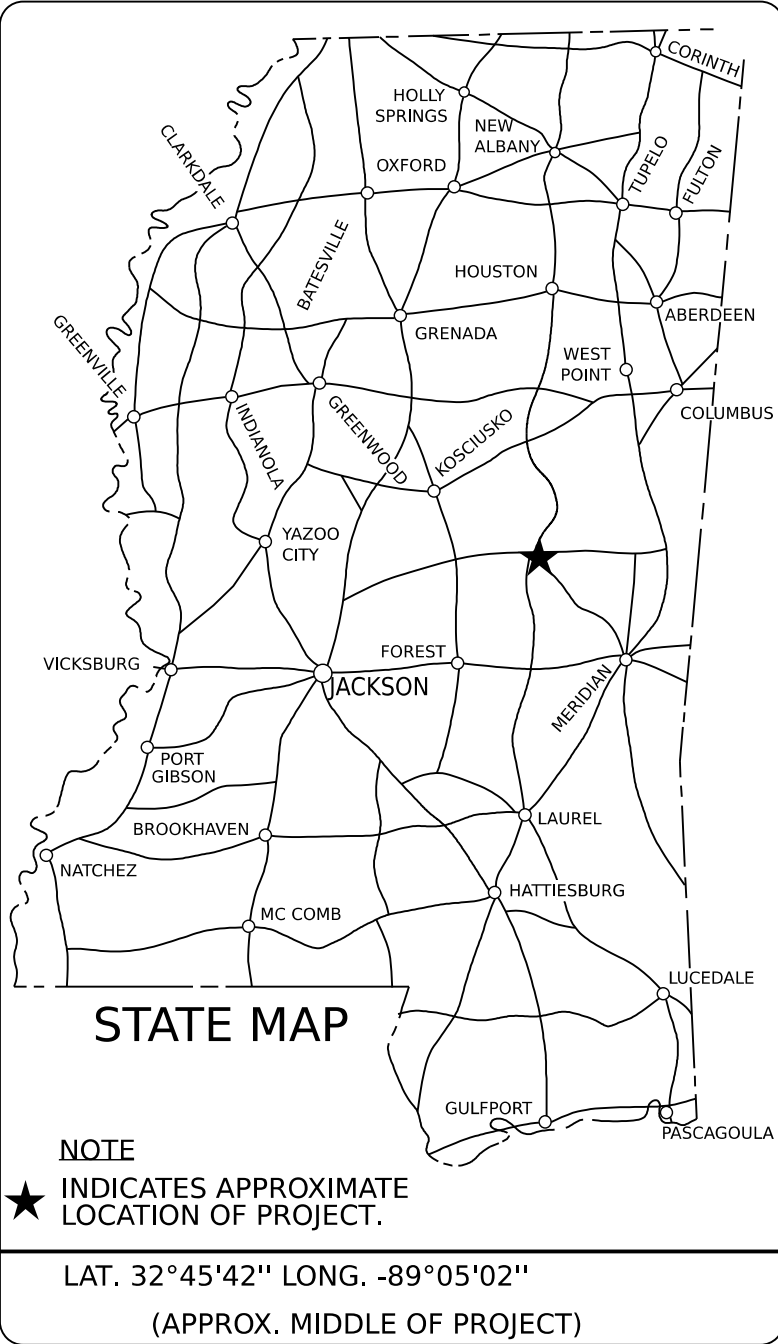 CORINTH
HOLLY
SPRINGS
NEW
ALBANY
CLARKDALE
OXFORD
TUPELO
FULTON
BATESVILLE
HOUSTON
ABERDEEN
GREENVILLE
GRENADA
WEST
POINT
INDIANOLA
GREENWOOD
KOSCIUSKO
COLUMBUS
YAZOO
CITY
VICKSBURG
FOREST
JACKSON
MERIDIAN
PORT
GIBSON
BROOKHAVEN
LAUREL
NATCHEZ
HATTIESBURG
MC COMB
LUCEDALE
STATE MAP
GULFPORT
PASCAGOULA
NOTE
INDICATES APPROXIMATE
LOCATION OF PROJECT.
LAT. 32°45'42'' LONG. -89°05'02''
(APPROX. MIDDLE OF PROJECT)